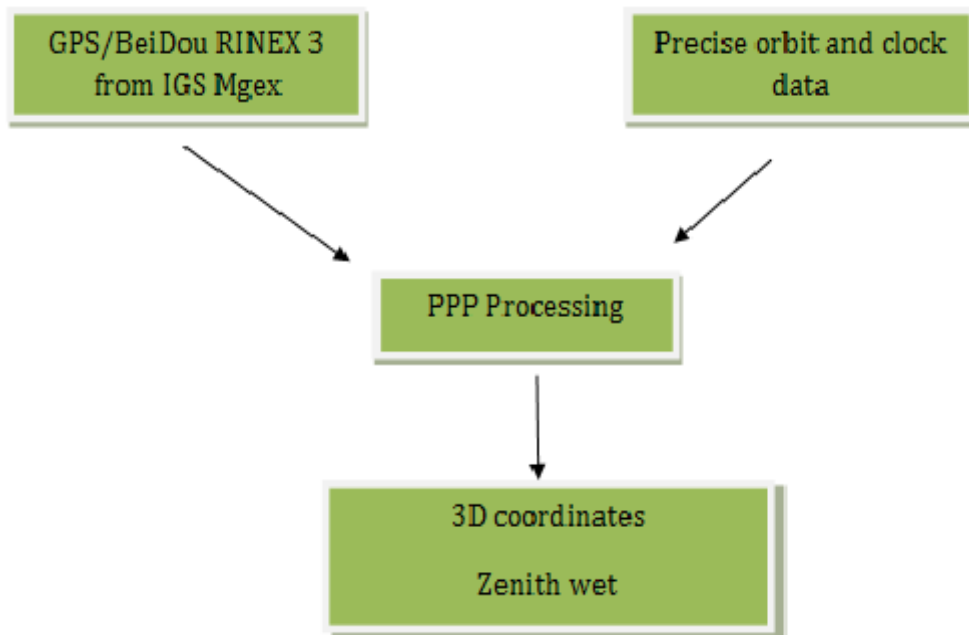 GPS/BeiDou RINEX 3
from IGS Mgex
Precise orbit and clock
data
PPP Processing
3D coordinates
Zenith wet